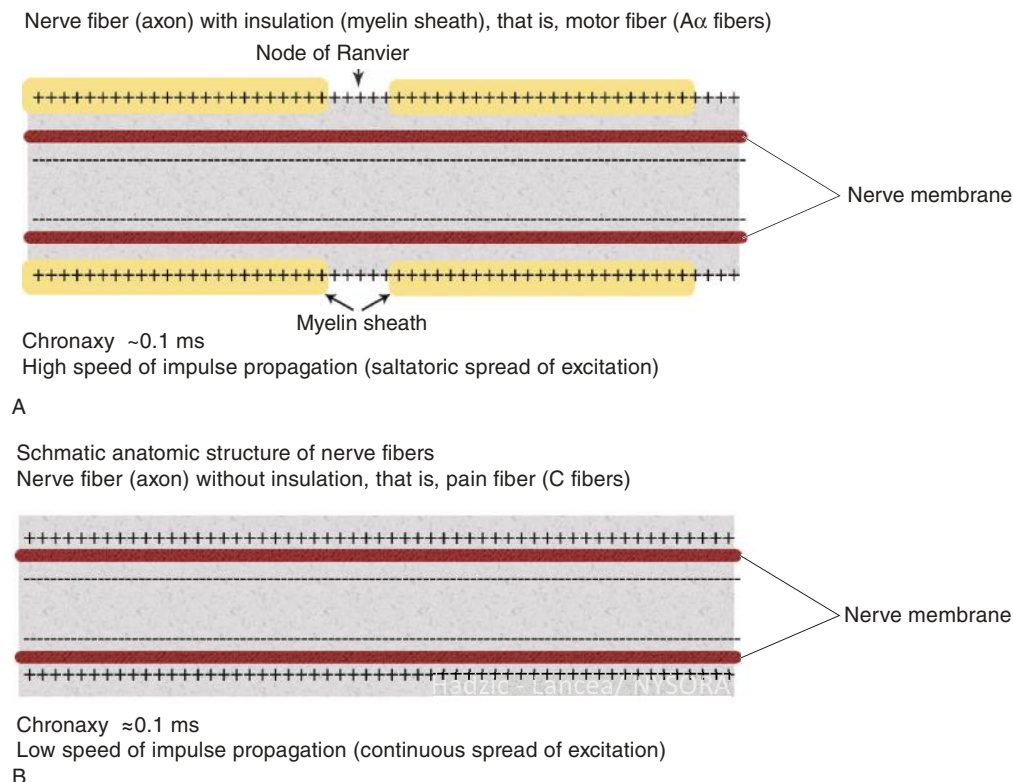 Nerve fiber (axon) with insulation (myelin sheath), that is, motor fiber (Aα fibers)
Node of Ranvier
Nerve membrane
Myelin sheath
Chronaxy ~0.1 ms
High speed of impulse propagation (saltatoric spread of excitation)
A
Schmatic anatomic structure of nerve fibers
Nerve fiber (axon) without insulation, that is, pain fiber (C fibers)
Nerve membrane
Hadzic - Lancea/ NYSORA
Chronaxy ≈0.1 ms
Low speed of impulse propagation (continuous spread of excitation)
B